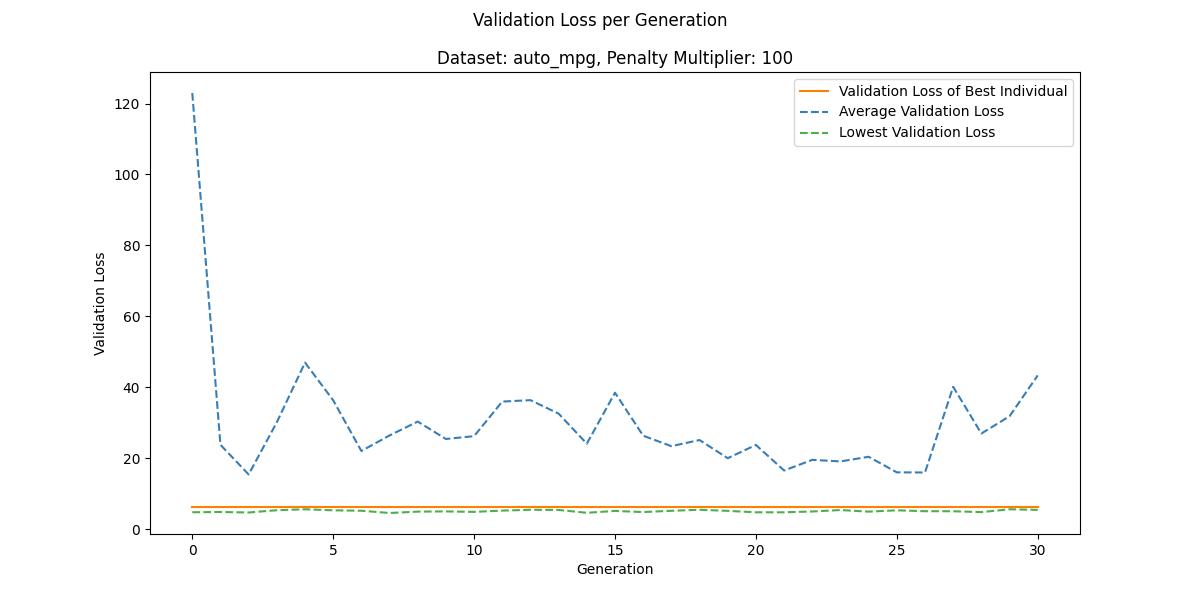 Validation Loss per Generation
Dataset: auto_mpg, Penalty Multiplier: 100
Validation Loss of Best Individual
Average Validation Loss
Lowest Validation Loss
120
100
80
60
40
20
0
Validation Loss
0 5 10 15 20 25 30
Generation